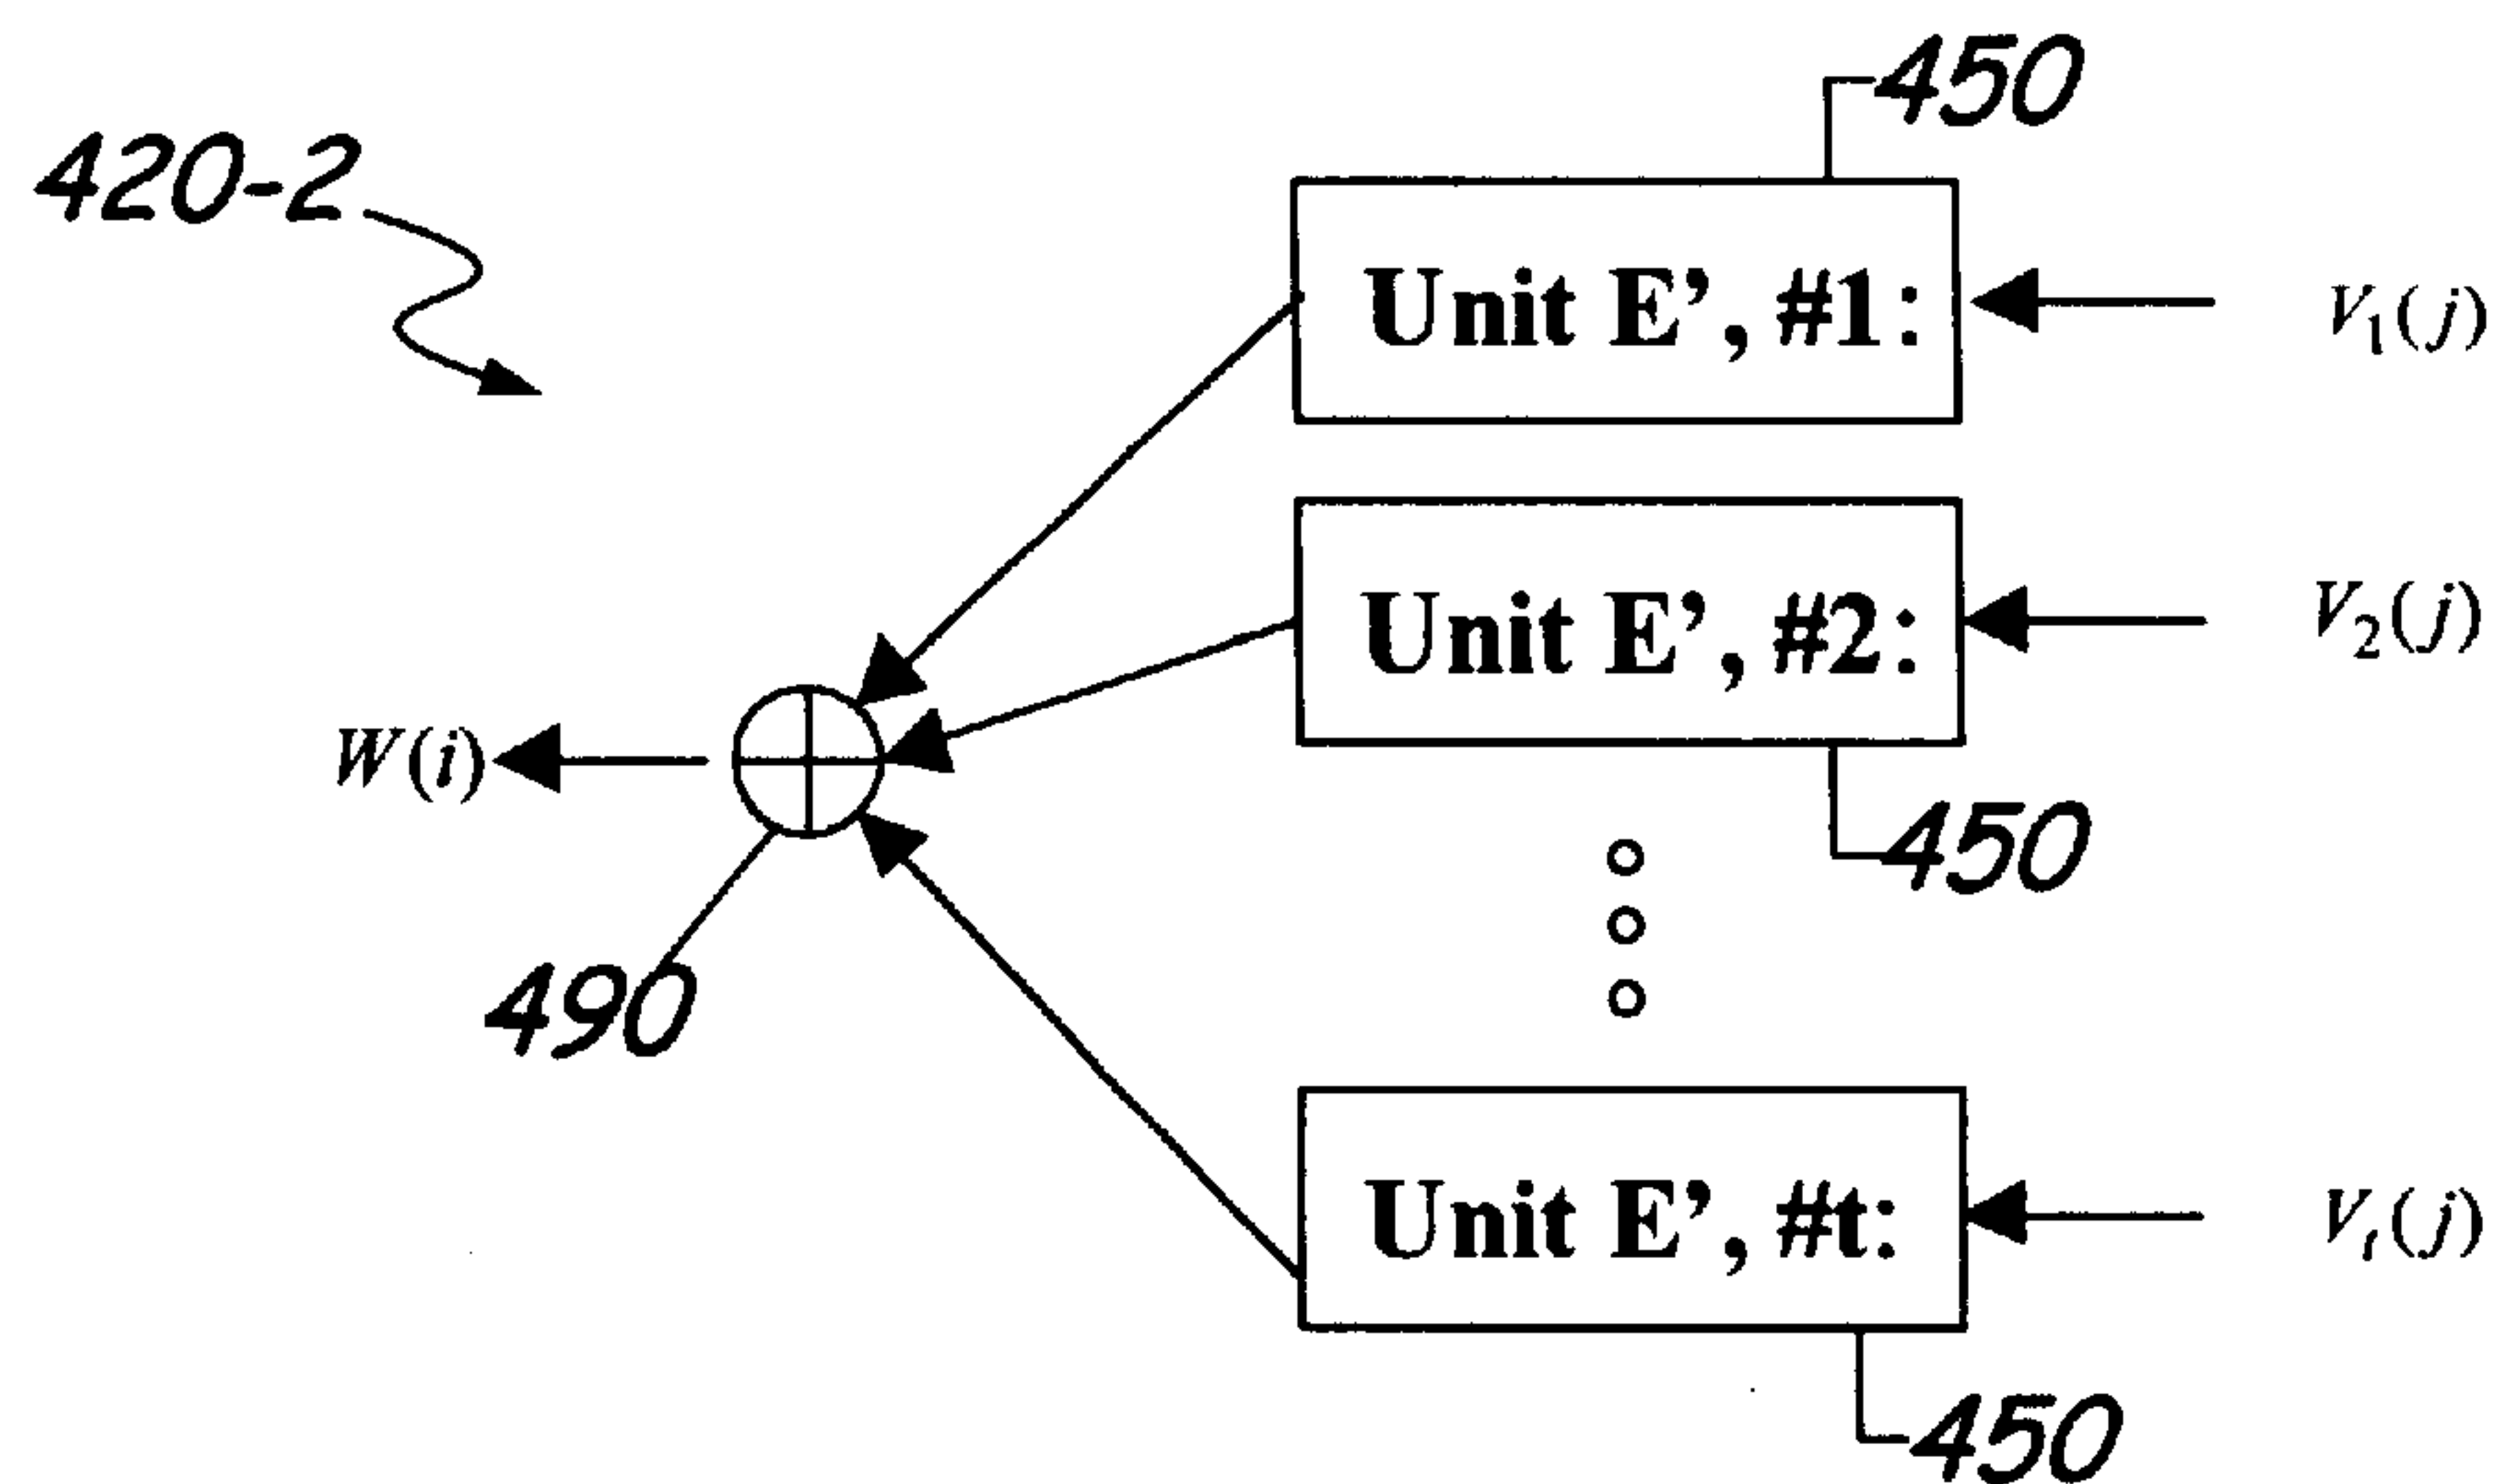 450
420-2
Unit E’, #1:
V₁(j)
Unit E’, #2:
V₂(j)
W(i)
450
490
Unit E’, #t:
Vₜ(j)
450